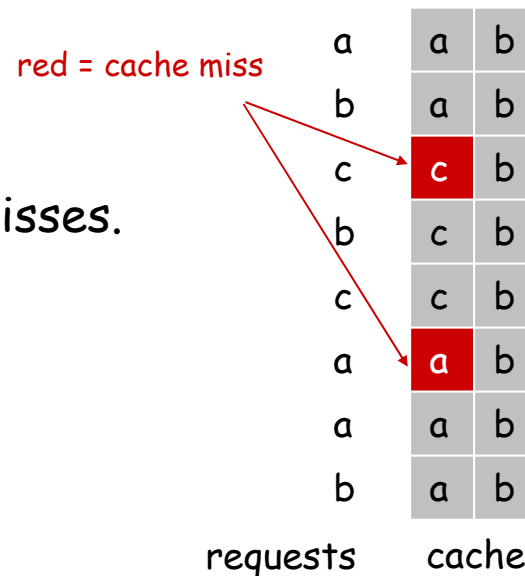 a a b
red = cache miss
b a b
c c b
isses.
b c b
c c b
a a b
a a b
b a b
requests cache